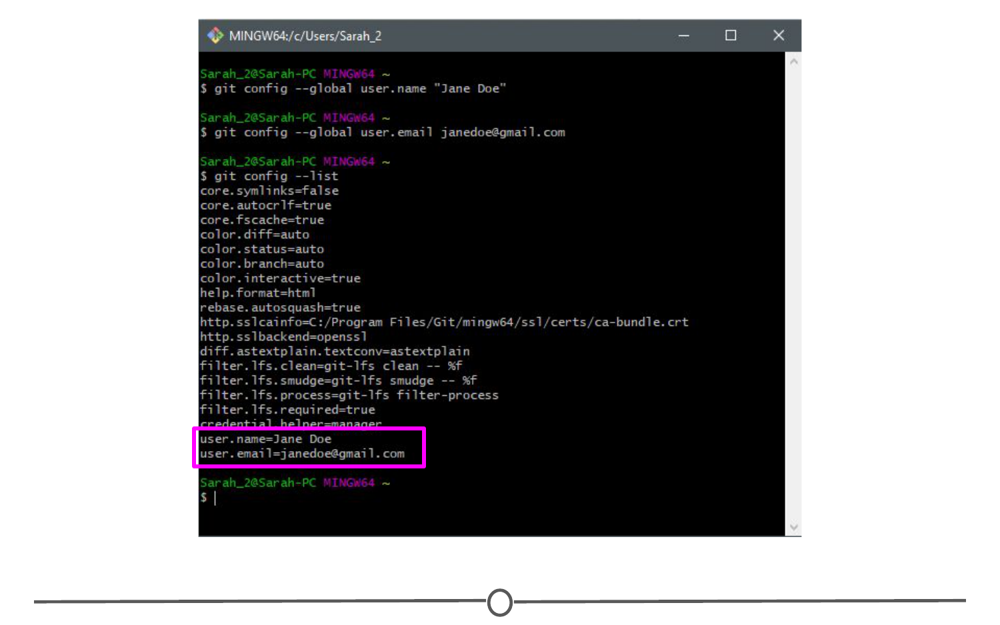 MINGW64:/c/Users/Sarah_2
Sarah_2@Sarah-PC MINGW64 ~
$ git config --global user.name "Jane Doe"
Sarah_2@Sarah-PC MINGW64 ~
$ git config --global user.email janedoe@gmail.com
Sarah_2@Sarah-PC MINGW64 ~
$ git config --list
core.symlinks=false
core.autocrlf=true
core.fscache=true
color.diff=auto
color.status=auto
color.branch=auto
color.interactive=true
help.format=html
rebase.autosquash=true
http.sslcainfo=C:/Program Files/Git/mingw64/ssl/certs/ca-bundle.crt
http.sslbackend=openssl
diff.astextplain.textconv=astextplain
filter.lfs.clean=git-lfs clean -- %f
filter.lfs.smudge=git-lfs smudge -- %f
filter.lfs.process=git-lfs filter-process
filter.lfs.required=true
credential.helper=manager
user.name=Jane Doe
user.email=janedoe@gmail.com
Sarah_2@Sarah-PC MINGW64 ~
$